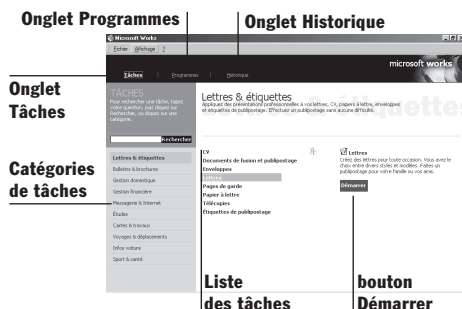 Onglet Programmes
Onglet Historique
Microsoft Works
Fichier Affichage ?
microsoft works
Tâches | Programmes | Historique
Onglet
Tâches
TÂCHES
Pour rechercher une tâche, tapez
votre question, puis cliquez sur
Rechercher, ou cliquez sur une
catégorie.
Rechercher
Lettres & étiquettes
Appliquez des présentations professionnelles à vos lettres, CV, papiers à lettre, enveloppes
et étiquettes de publipostage. Effectuez un publipostage sans aucune difficulté.
Catégories
de tâches
Lettres & étiquettes
Bulletins & brochures
Gestion domestique
Gestion financière
Messagerie & Internet
Études
Cartes & travaux
Voyages & déplacements
Infos voiture
Sport & santé
CV
Documents de fusion et publipostage
Enveloppes
Lettres
Pages de garde
Papier à lettre
Télécopies
Étiquettes de publipostage
Lettres
Créez des lettres pour toute occasion. Vous avez le
choix entre divers styles et modèles. Faites un
publipostage pour votre famille ou vos amis.
Démarrer
Liste
des tâches
bouton
Démarrer